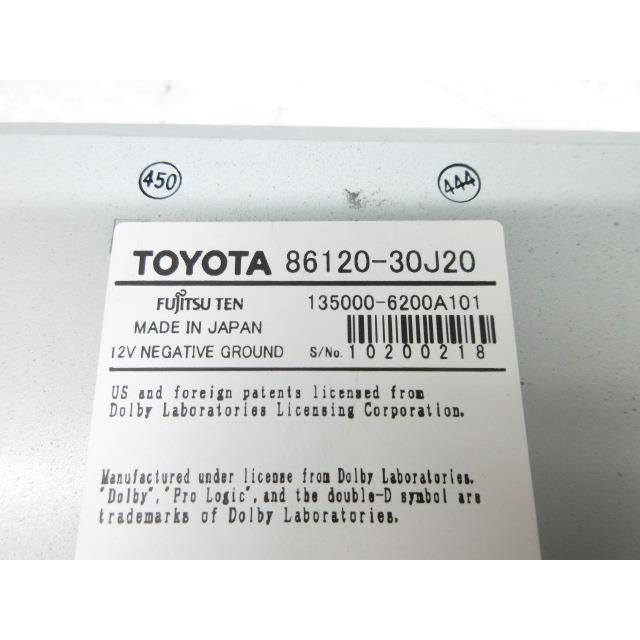 450 444
TOYOTA 86120-30J20
FUJITSU TEN 135000-6200A101
MADE IN JAPAN
12V NEGATIVE GROUND S/No. 10200218
US and foreign patents licensed from
Dolby Laboratories Licensing Corporation.
Manufactured under license from Dolby Laboratories.
"Dolby", "Pro Logic", and the double-D symbol are
trademarks of Dolby Laboratories.